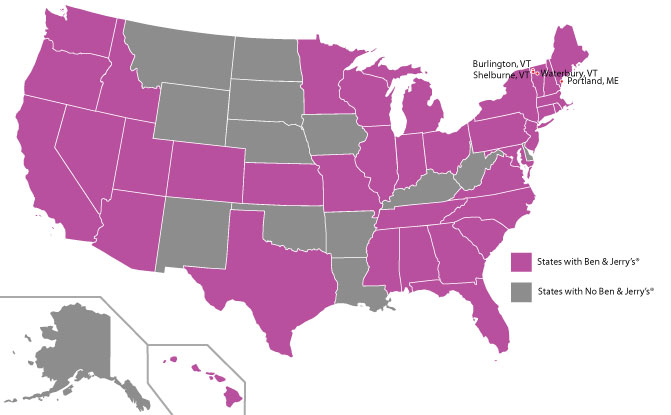 Burlington, VT
Shelburne, VT
Waterbury, VT
Portland, ME
States with Ben & Jerry's®
States with No Ben & Jerry's®